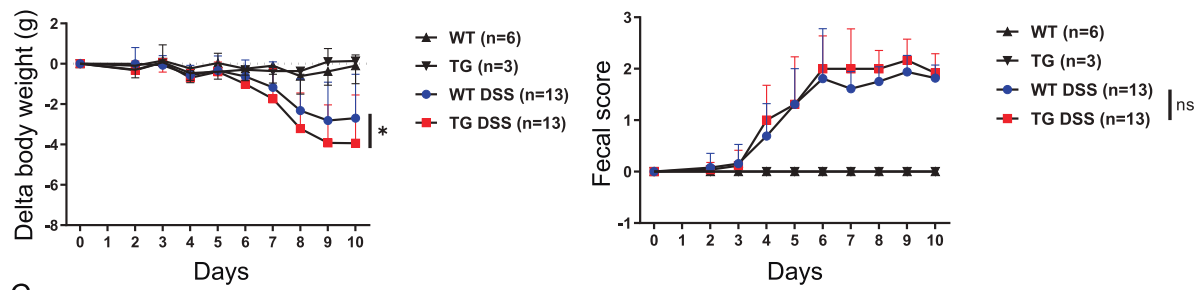 Delta body weight (g)
2
0
-2
-4
-6
-8
0 1 2 3 4 5 6 7 8 9 10
Days
*
WT (n=6)
TG (n=3)
WT DSS (n=13)
TG DSS (n=13)
Fecal score
3
2
1
0
-1
0 1 2 3 4 5 6 7 8 9 10
Days
WT (n=6)
TG (n=3)
WT DSS (n=13)
TG DSS (n=13)
ns